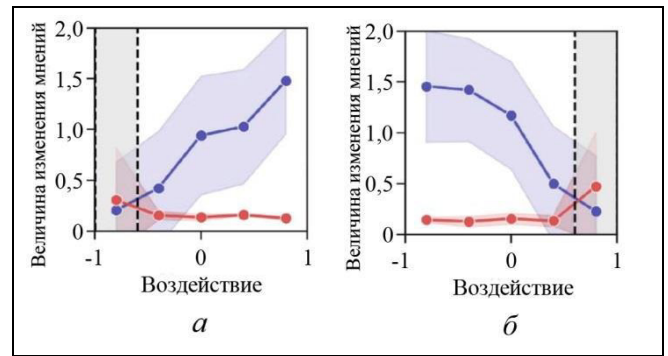 Величина изменения мнений
2,0
1,5
1,0
0,5
0
-1
0
1
Воздействие
а
Величина изменения мнений
2,0
1,5
1,0
0,5
0
-1
0
1
Воздействие
б